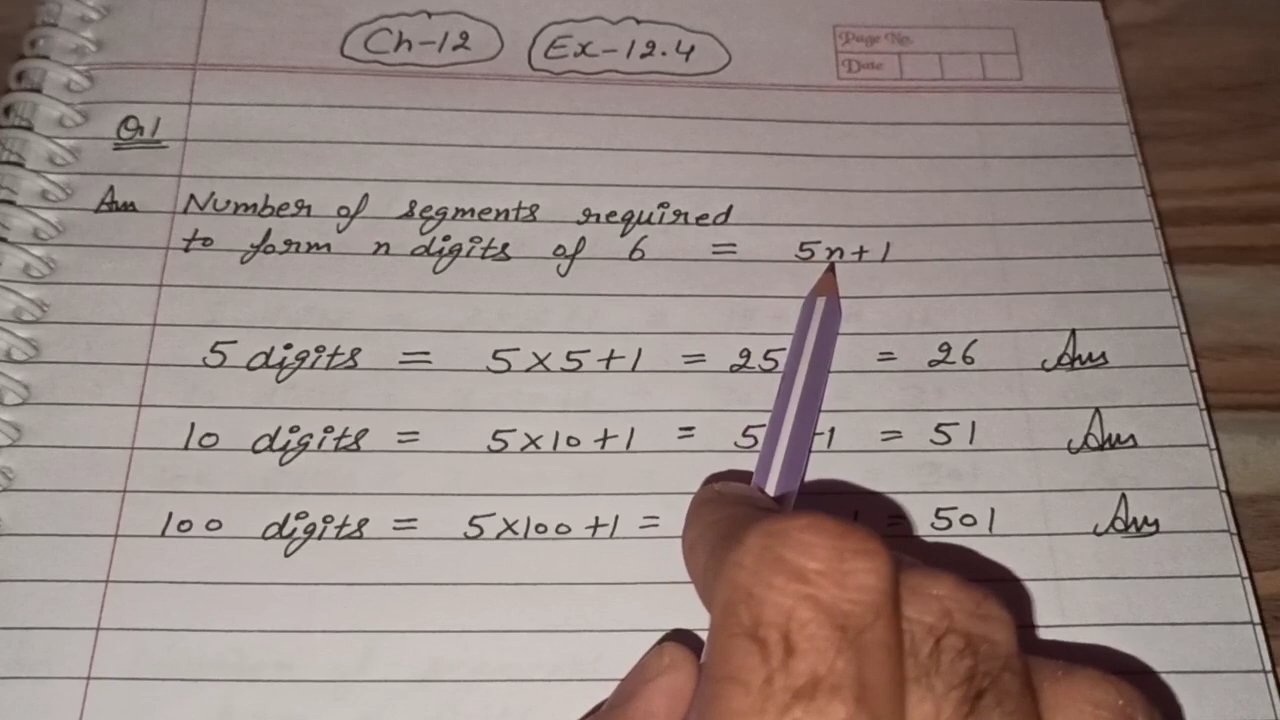 Ch-12 Ex-12.4
Page No.
Date
Q.1
Ans Number of segments required
to form n digits of 6 = 5n+1
5 digits = 5×5+1 = 25 = 26 Ans
10 digits = 5×10+1 = 5 +1 = 51 Ans
100 digits = 5×100+1 = 1 = 501 Ans